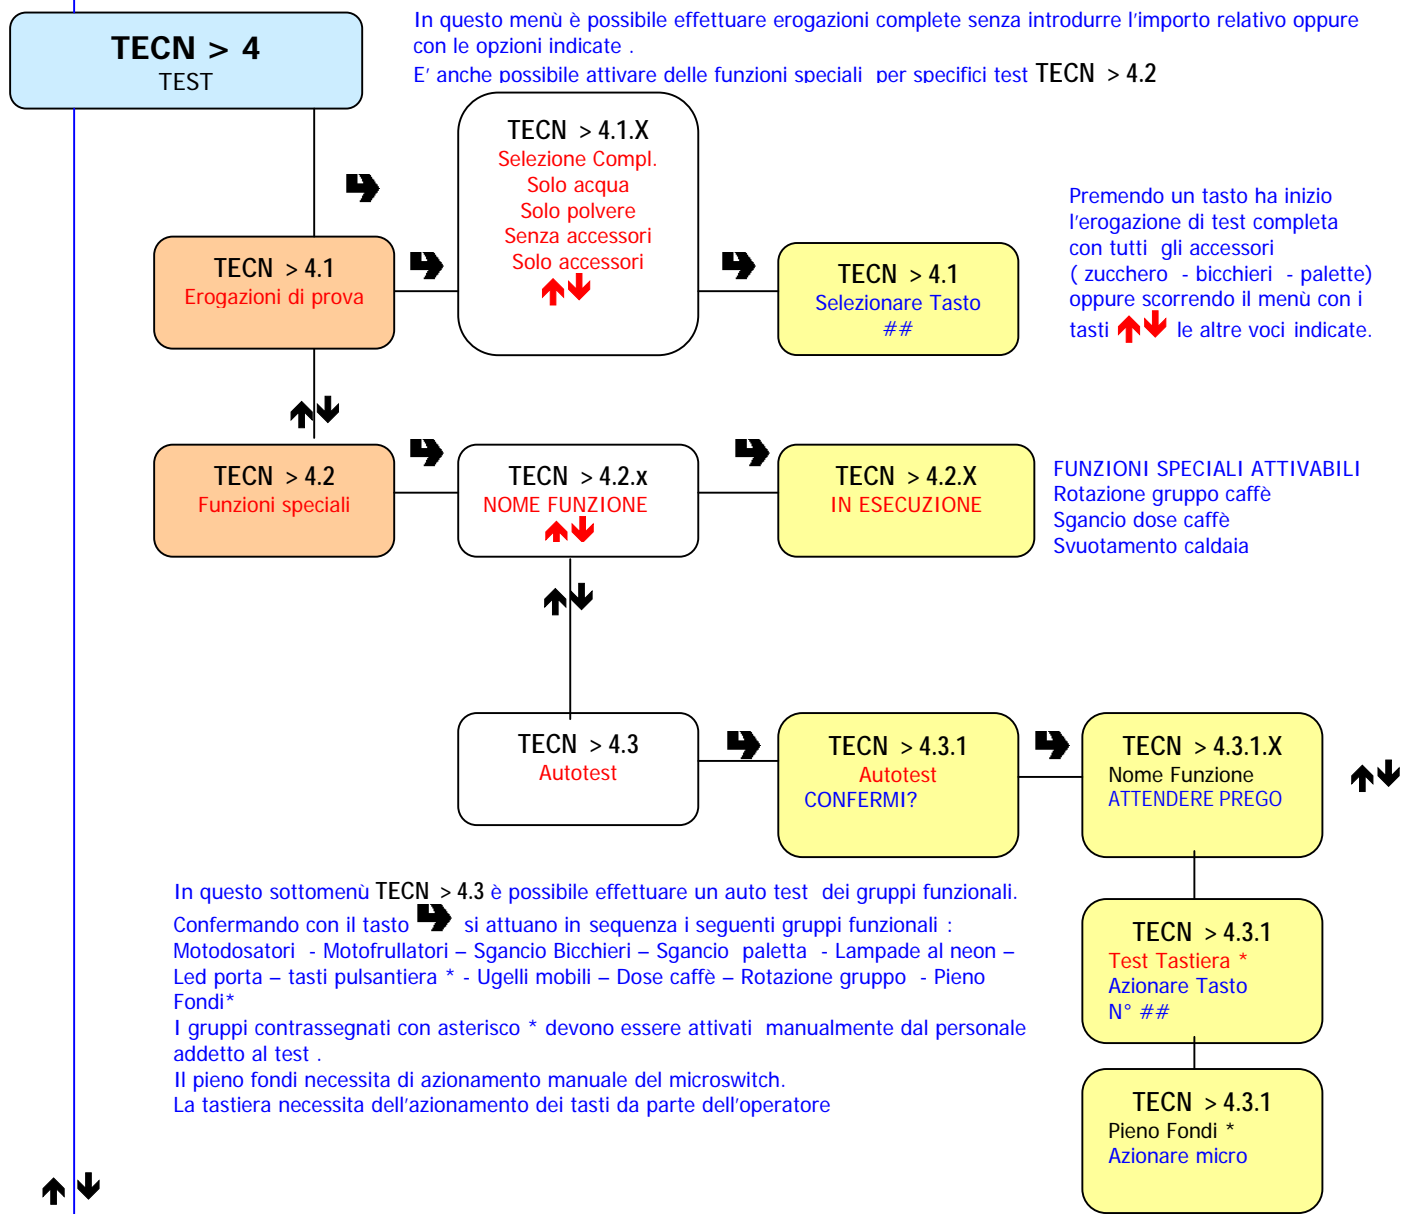 TECN > 4
TEST
In questo menù è possibile effettuare erogazioni complete senza introdurre l'importo relativo oppure
con le opzioni indicate .
E' anche possibile attivare delle funzioni speciali per specifici test TECN > 4.2
TECN > 4.1.X
Selezione Compl.
Solo acqua
Solo polvere
Senza accessori
Solo accessori
TECN > 4.1
Erogazioni di prova
TECN > 4.1
Selezionare Tasto
##
Premendo un tasto ha inizio
l'erogazione di test completa
con tutti gli accessori
( zucchero - bicchieri - palette)
oppure scorrendo il menù con i
tasti le altre voci indicate.
TECN > 4.2
Funzioni speciali
TECN > 4.2.x
NOME FUNZIONE
TECN > 4.2.X
IN ESECUZIONE
FUNZIONI SPECIALI ATTIVABILI
Rotazione gruppo caffè
Sgancio dose caffè
Svuotamento caldaia
TECN > 4.3
Autotest
TECN > 4.3.1
Autotest
CONFERMI?
TECN > 4.3.1.X
Nome Funzione
ATTENDERE PREGO
In questo sottomenù TECN > 4.3 è possibile effettuare un auto test dei gruppi funzionali.
Confermando con il tasto si attuano in sequenza i seguenti gruppi funzionali :
Motodosatori - Motofrullatori – Sgancio Bicchieri – Sgancio paletta - Lampade al neon –
Led porta – tasti pulsantiera * - Ugelli mobili – Dose caffè – Rotazione gruppo - Pieno
Fondi*
I gruppi contrassegnati con asterisco * devono essere attivati manualmente dal personale
addetto al test .
Il pieno fondi necessita di azionamento manuale del microswitch.
La tastiera necessita dell'azionamento dei tasti da parte dell'operatore
TECN > 4.3.1
Test Tastiera *
Azionare Tasto
N° ##
TECN > 4.3.1
Pieno Fondi *
Azionare micro